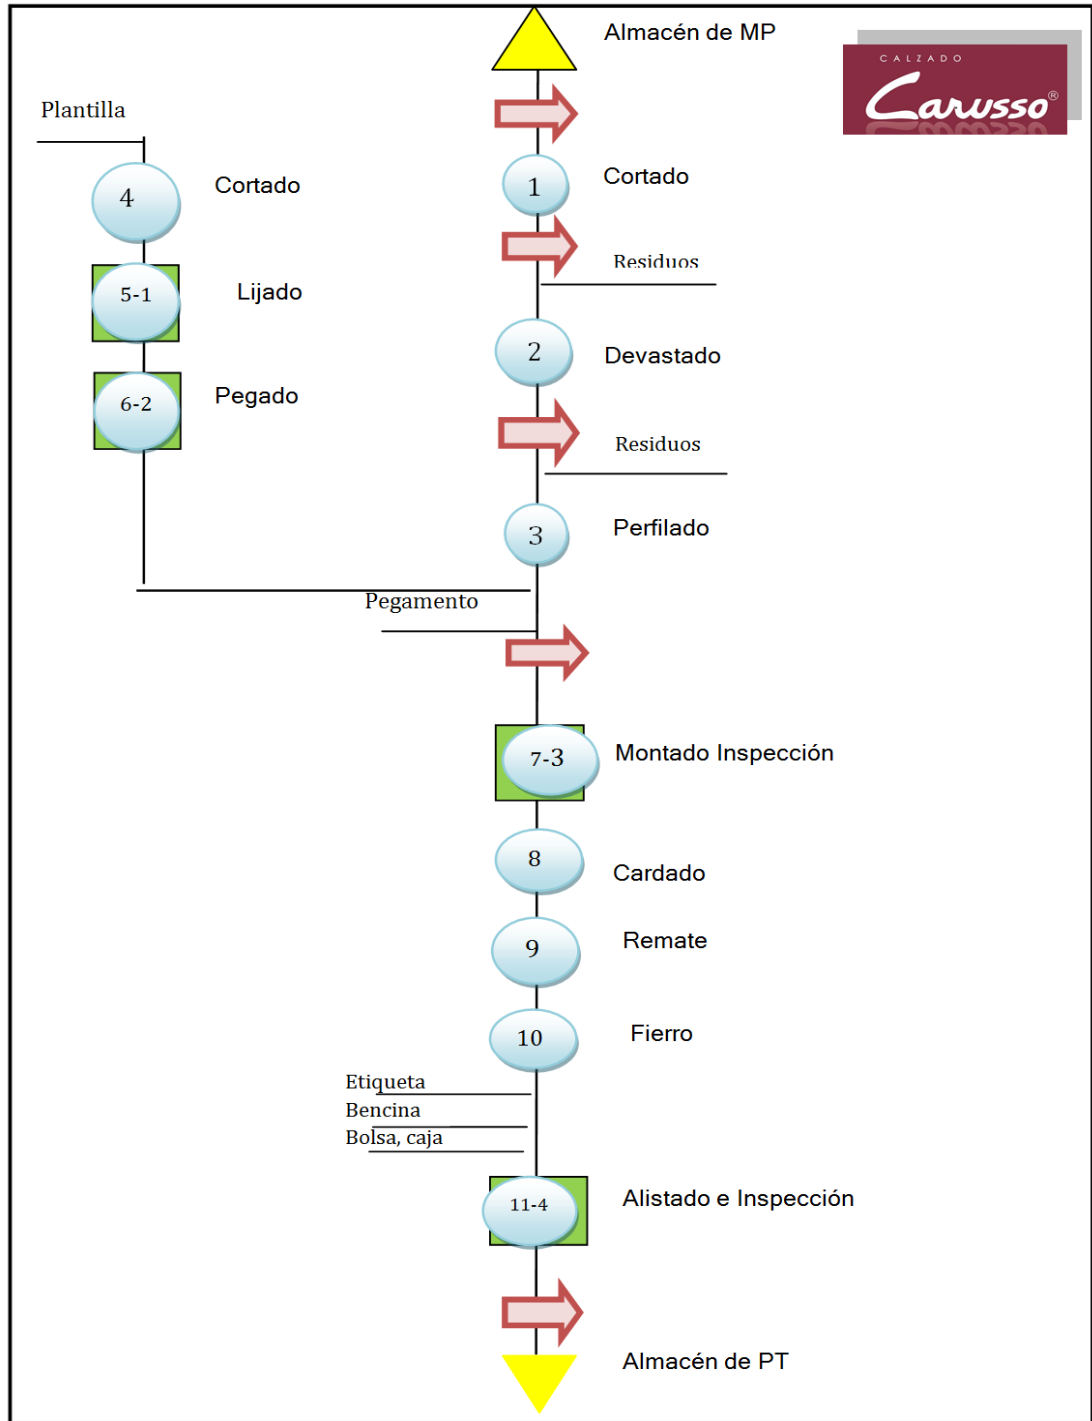 Almacén de MP
CALZADO
Carusso®
Plantilla
4
Cortado
1
Cortado
Residuos
5-1
Lijado
2
Devastado
6-2
Pegado
Residuos
3
Perfilado
Pegamento
7-3
Montado Inspección
8
Cardado
9
Remate
10
Fierro
Etiqueta
Bencina
Bolsa, caja
11-4
Alistado e Inspección
Almacén de PT